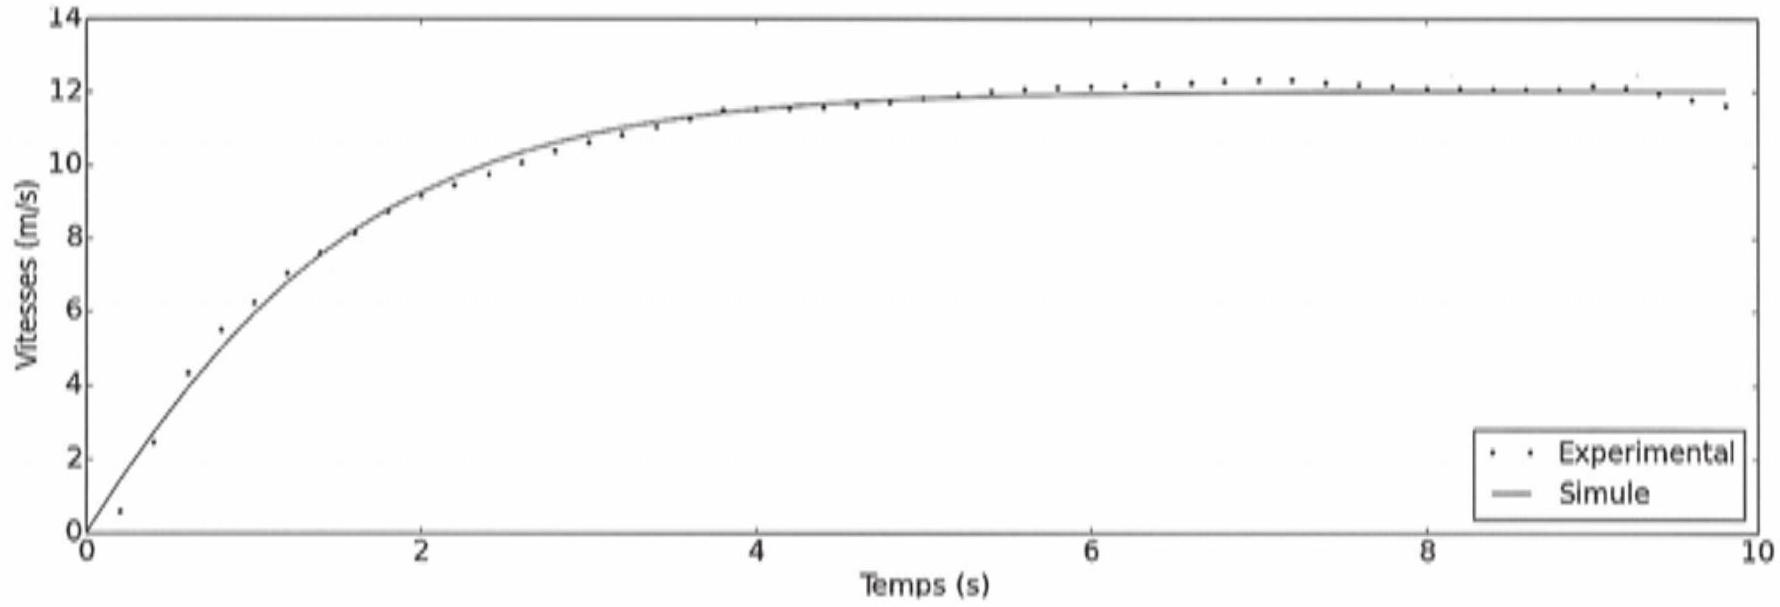 14
12
10
8
6
4
2
0
Vitesses (m/s)
0 2 4 6 8 10
Temps (s)
Experimental
Simule